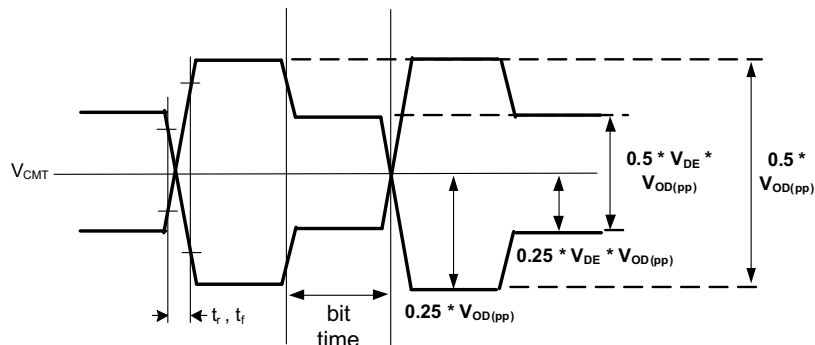 V_CMT
0.5 * V_DE *
V_OD(pp)
0.5 *
V_OD(pp)
0.25 * V_DE * V_OD(pp)
t_r , t_f
bit
time
0.25 * V_OD(pp)